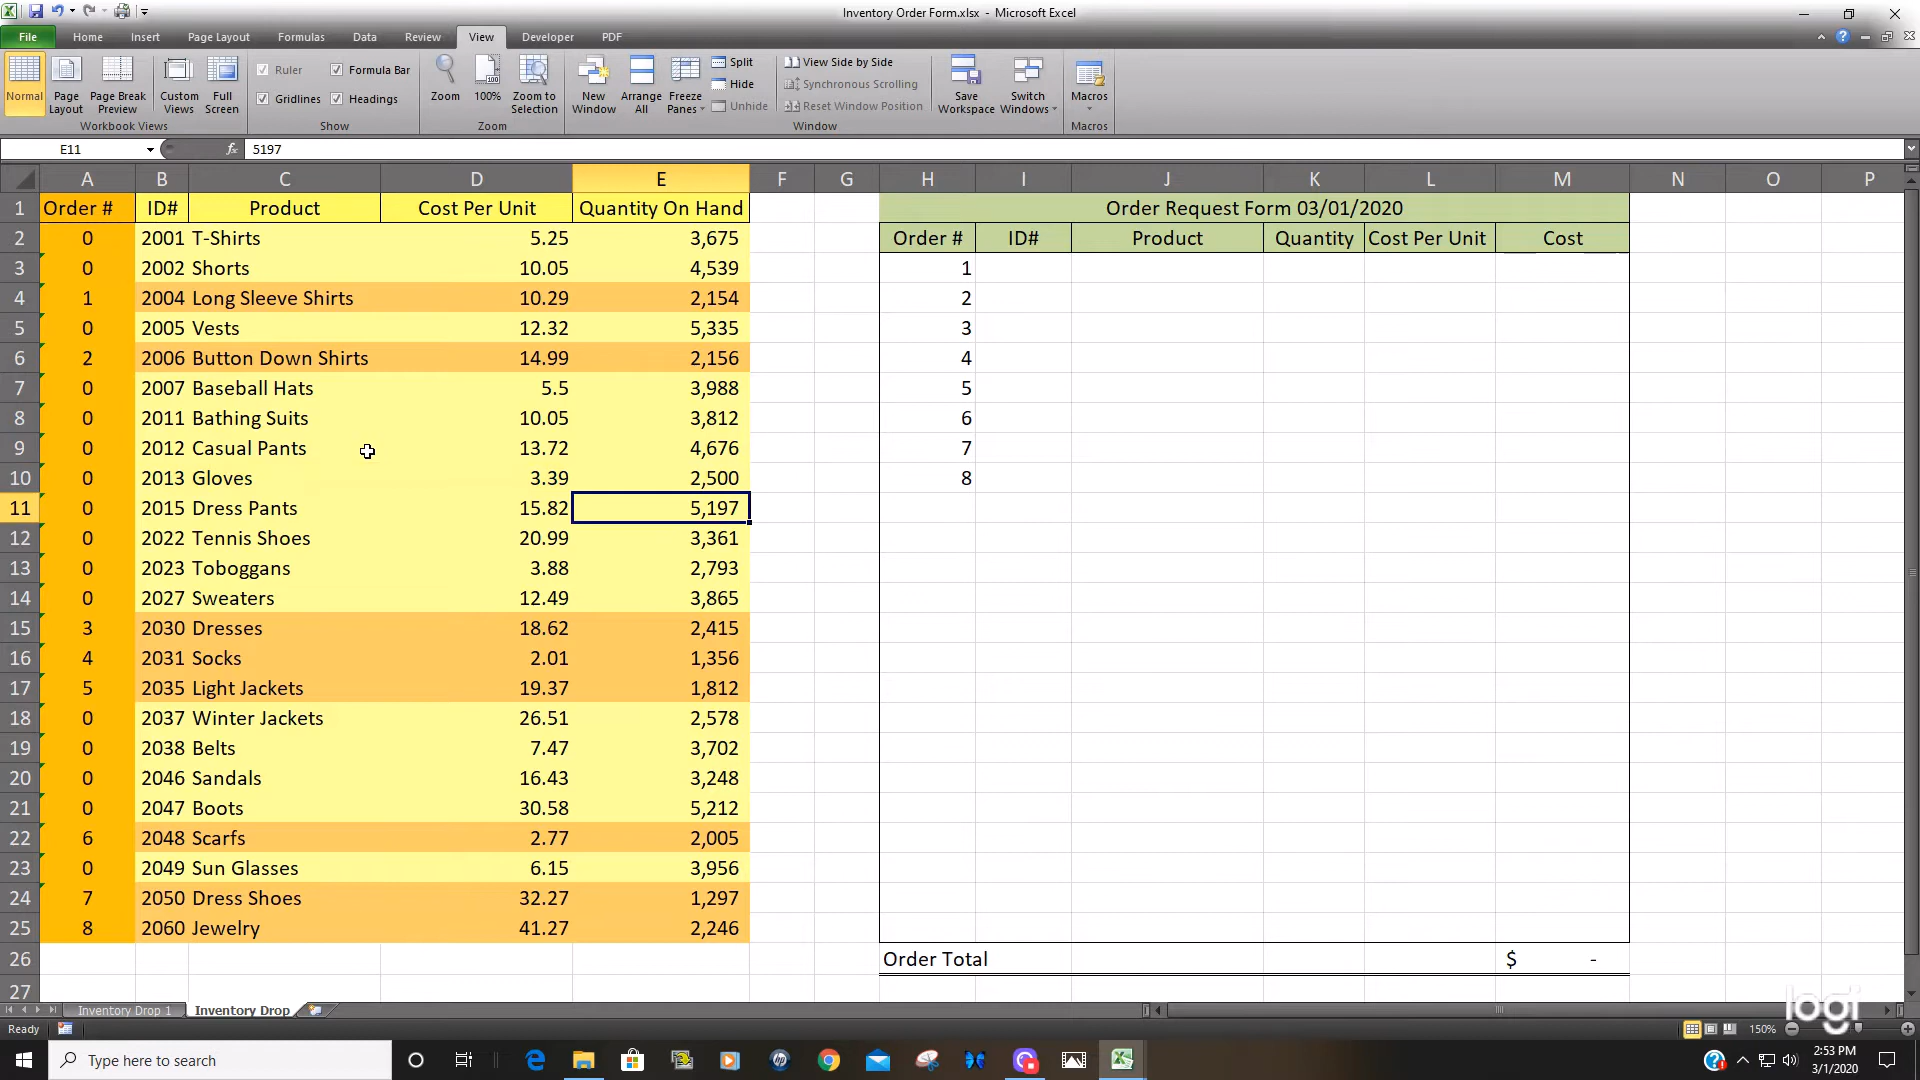 Inventory Order Form.xlsx - Microsoft Excel
File Home Insert Page Layout Formulas Data Review View Developer PDF
Normal Page Layout Page Break Preview Custom Views Full Screen
Workbook Views
Ruler Formula Bar
Gridlines Headings
Show
Zoom 100% Zoom to Selection
Zoom
New Window Arrange All Freeze Panes
Split
Hide
Unhide
View Side by Side
Synchronous Scrolling
Reset Window Position
Save Workspace Switch Windows
Window
Macros
Macros
E11 fx 5197
A B C D E F G H I J K L M N O P
1 Order # ID# Product Cost Per Unit Quantity On Hand Order Request Form 03/01/2020
2 0 2001 T-Shirts 5.25 3,675 Order # ID# Product Quantity Cost Per Unit Cost
3 0 2002 Shorts 10.05 4,539 1
4 1 2004 Long Sleeve Shirts 10.29 2,154 2
5 0 2005 Vests 12.32 5,335 3
6 2 2006 Button Down Shirts 14.99 2,156 4
7 0 2007 Baseball Hats 5.5 3,988 5
8 0 2011 Bathing Suits 10.05 3,812 6
9 0 2012 Casual Pants 13.72 4,676 7
10 0 2013 Gloves 3.39 2,500 8
11 0 2015 Dress Pants 15.82 5,197
12 0 2022 Tennis Shoes 20.99 3,361
13 0 2023 Toboggans 3.88 2,793
14 0 2027 Sweaters 12.49 3,865
15 3 2030 Dresses 18.62 2,415
16 4 2031 Socks 2.01 1,356
17 5 2035 Light Jackets 19.37 1,812
18 0 2037 Winter Jackets 26.51 2,578
19 0 2038 Belts 7.47 3,702
20 0 2046 Sandals 16.43 3,248
21 0 2047 Boots 30.58 5,212
22 6 2048 Scarfs 2.77 2,005
23 0 2049 Sun Glasses 6.15 3,956
24 7 2050 Dress Shoes 32.27 1,297
25 8 2060 Jewelry 41.27 2,246
26 Order Total $ -
27
Inventory Drop 1 Inventory Drop
logi
Ready 150%
Type here to search
2:53 PM
3/1/2020